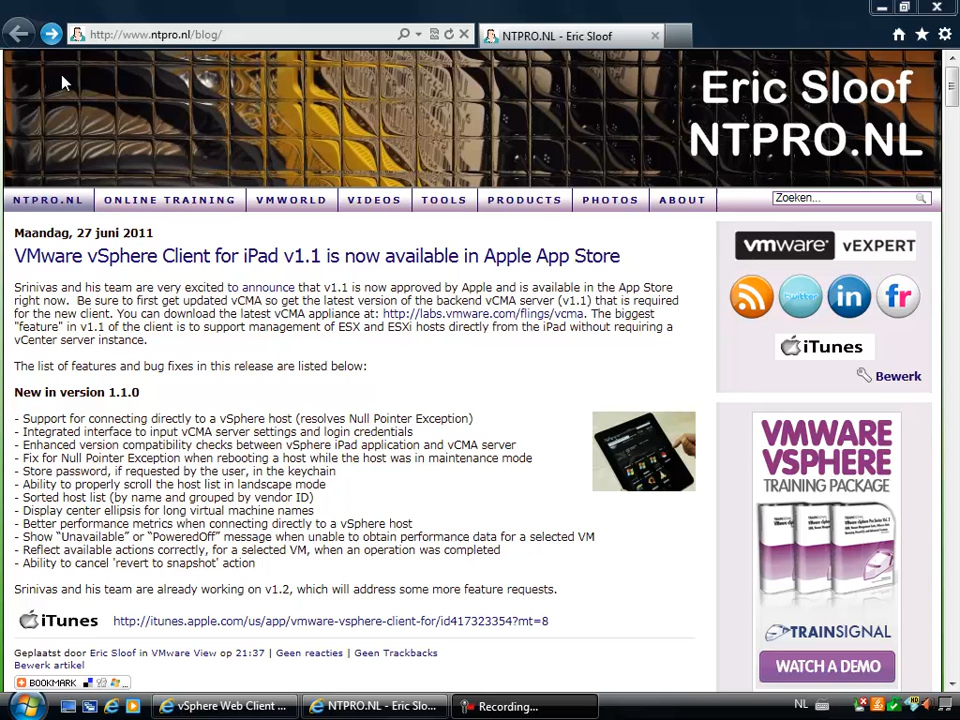 http://www.ntpro.nl/blog/
NTPRO.NL - Eric Sloof
Eric Sloof
NTPRO.NL
NTPRO.NL ONLINE TRAINING VMWORLD VIDEOS TOOLS PRODUCTS PHOTOS ABOUT
Zoeken...
Maandag, 27 juni 2011
VMware vSphere Client for iPad v1.1 is now available in Apple App Store
Srinivas and his team are very excited to announce that v1.1 is now approved by Apple and is available in the App Store
right now. Be sure to first get updated vCMA so get the latest version of the backend vCMA server (v1.1) that is required
for the new client. You can download the latest vCMA appliance at: http://labs.vmware.com/flings/vcma. The biggest
"feature" in v1.1 of the client is to support management of ESX and ESXi hosts directly from the iPad without requiring a
vCenter server instance.
The list of features and bug fixes in this release are listed below:
New in version 1.1.0
- Support for connecting directly to a vSphere host (resolves Null Pointer Exception)
- Integrated interface to input vCMA server settings and login credentials
- Enhanced version compatibility checks between vSphere iPad application and vCMA server
- Fix for Null Pointer Exception when rebooting a host while the host was in maintenance mode
- Store password, if requested by the user, in the keychain
- Ability to properly scroll the host list in landscape mode
- Sorted host list (by name and grouped by vendor ID)
- Display center ellipsis for long virtual machine names
- Better performance metrics when connecting directly to a vSphere host
- Show “Unavailable” or “PoweredOff” message when unable to obtain performance data for a selected VM
- Reflect available actions correctly, for a selected VM, when an operation was completed
- Ability to cancel 'revert to snapshot' action
Srinivas and his team are already working on v1.2, which will address some more feature requests.
iTunes http://itunes.apple.com/us/app/vmware-vsphere-client-for/id417323354?mt=8
Geplaatst door Eric Sloof in VMware View op 21:37 | Geen reacties | Geen Trackbacks
Bewerk artikel
BOOKMARK
vmware vEXPERT
twitter
in
fr
iTunes
Bewerk
VMWARE
VSPHERE
TRAINING PACKAGE
TRAINSIGNAL
WATCH A DEMO
vSphere Web Client ...
NTPRO.NL - Eric Slo...
Recording...
NL